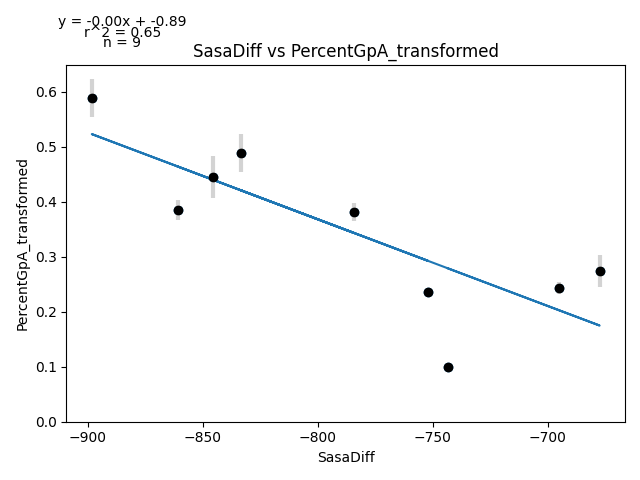 y = -0.00x + -0.89
r^2 = 0.65
n = 9
SasaDiff vs PercentGpA_transformed
0.6
0.5
0.4
0.3
0.2
0.1
0.0
PercentGpA_transformed
−900
−850
−800
−750
−700
SasaDiff